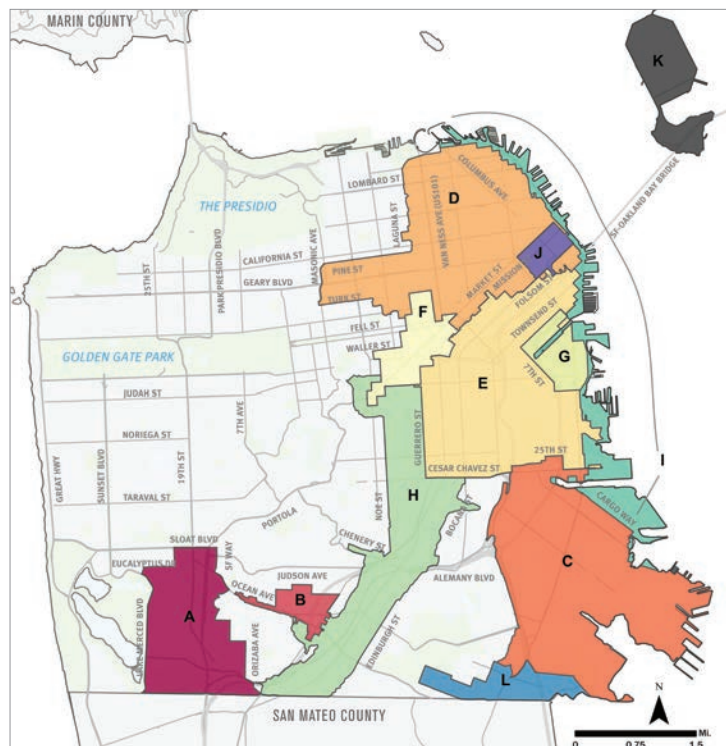 MARIN COUNTY
K
COLUMBUS AVE
LOMBARD ST
SF-OAKLAND BAY BRIDGE
THE PRESIDIO
D
LAGUNA ST
VAN NESS AVE(US101)
MASONIC AVE
PARK PRESIDIO BLVD
25TH ST
CALIFORNIA ST
GEARY BLVD
PINE ST
MARKET ST
MISSION
J
FOLSOM ST
TURK ST
F
TOWNSEND ST
FELL ST
WALLER ST
GOLDEN GATE PARK
G
7TH ST
E
JUDAH ST
7TH AVE
NORIEGA ST
GUERRERO ST
GREAT HWY
SUNSET BLVD
19TH ST
25TH ST
I
CESAR CHAVEZ ST
H
TARAVAL ST
NOE ST
CARGO WAY
PORTOLA
SLOAT BLVD
CHENERY ST
EUCALYPTUS DR
SF WAY
C
JUDSON AVE
ALEMANY BLVD
OCEAN AVE
B
A
LAKE MERCED BLVD
ORIZABA AVE
EDINBURGH ST
L
SAN MATEO COUNTY
N
Mi.
0 0.75 1.5